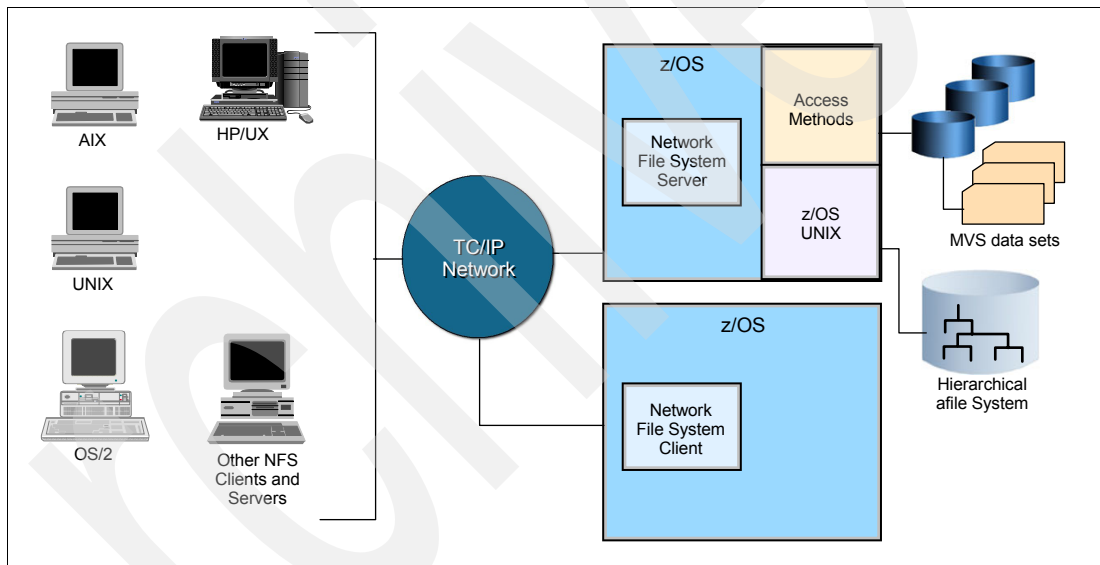 AIX
HP/UX
UNIX
OS/2
Other NFS
Clients and
Servers
TC/IP
Network
z/OS
Network
File System
Server
Access
Methods
z/OS
UNIX
MVS data sets
Hierarchical
afile System
z/OS
Network
File System
Client